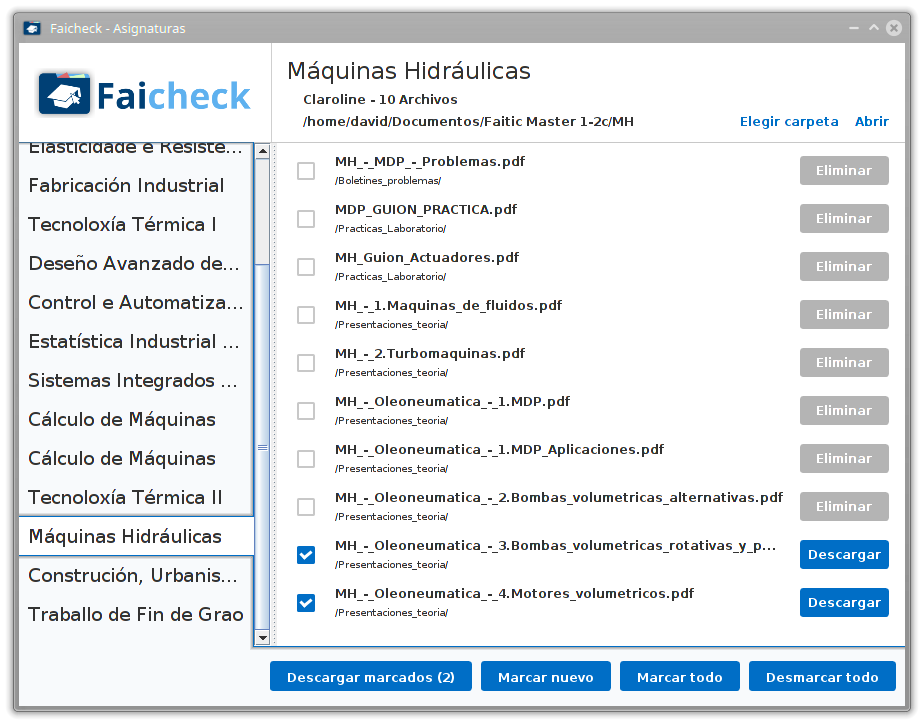 Faicheck - Asignaturas
Faicheck
Máquinas Hidráulicas
Claroline - 10 Archivos
/home/david/Documentos/Faitic Master 1-2c/MH
Elegir carpeta
Abrir
Elasticidade e Resiste...
Fabricación Industrial
Tecnoloxía Térmica I
Deseño Avanzado de...
Control e Automatiza...
Estatística Industrial ...
Sistemas Integrados ...
Cálculo de Máquinas
Cálculo de Máquinas
Tecnoloxía Térmica II
Máquinas Hidráulicas
Construción, Urbanis...
Traballo de Fin de Grao
MH_-_MDP_-_Problemas.pdf
/Boletines_problemas/
Eliminar
MDP_GUION_PRACTICA.pdf
/Practicas_Laboratorio/
Eliminar
MH_Guion_Actuadores.pdf
/Practicas_Laboratorio/
Eliminar
MH_-_1.Maquinas_de_fluidos.pdf
/Presentaciones_teoria/
Eliminar
MH_-_2.Turbomaquinas.pdf
/Presentaciones_teoria/
Eliminar
MH_-_Oleoneumatica_-_1.MDP.pdf
/Presentaciones_teoria/
Eliminar
MH_-_Oleoneumatica_-_1.MDP_Aplicaciones.pdf
/Presentaciones_teoria/
Eliminar
MH_-_Oleoneumatica_-_2.Bombas_volumetricas_alternativas.pdf
/Presentaciones_teoria/
Eliminar
MH_-_Oleoneumatica_-_3.Bombas_volumetricas_rotativas_y_p...
/Presentaciones_teoria/
Descargar
MH_-_Oleoneumatica_-_4.Motores_volumetricos.pdf
/Presentaciones_teoria/
Descargar
Descargar marcados (2)
Marcar nuevo
Marcar todo
Desmarcar todo